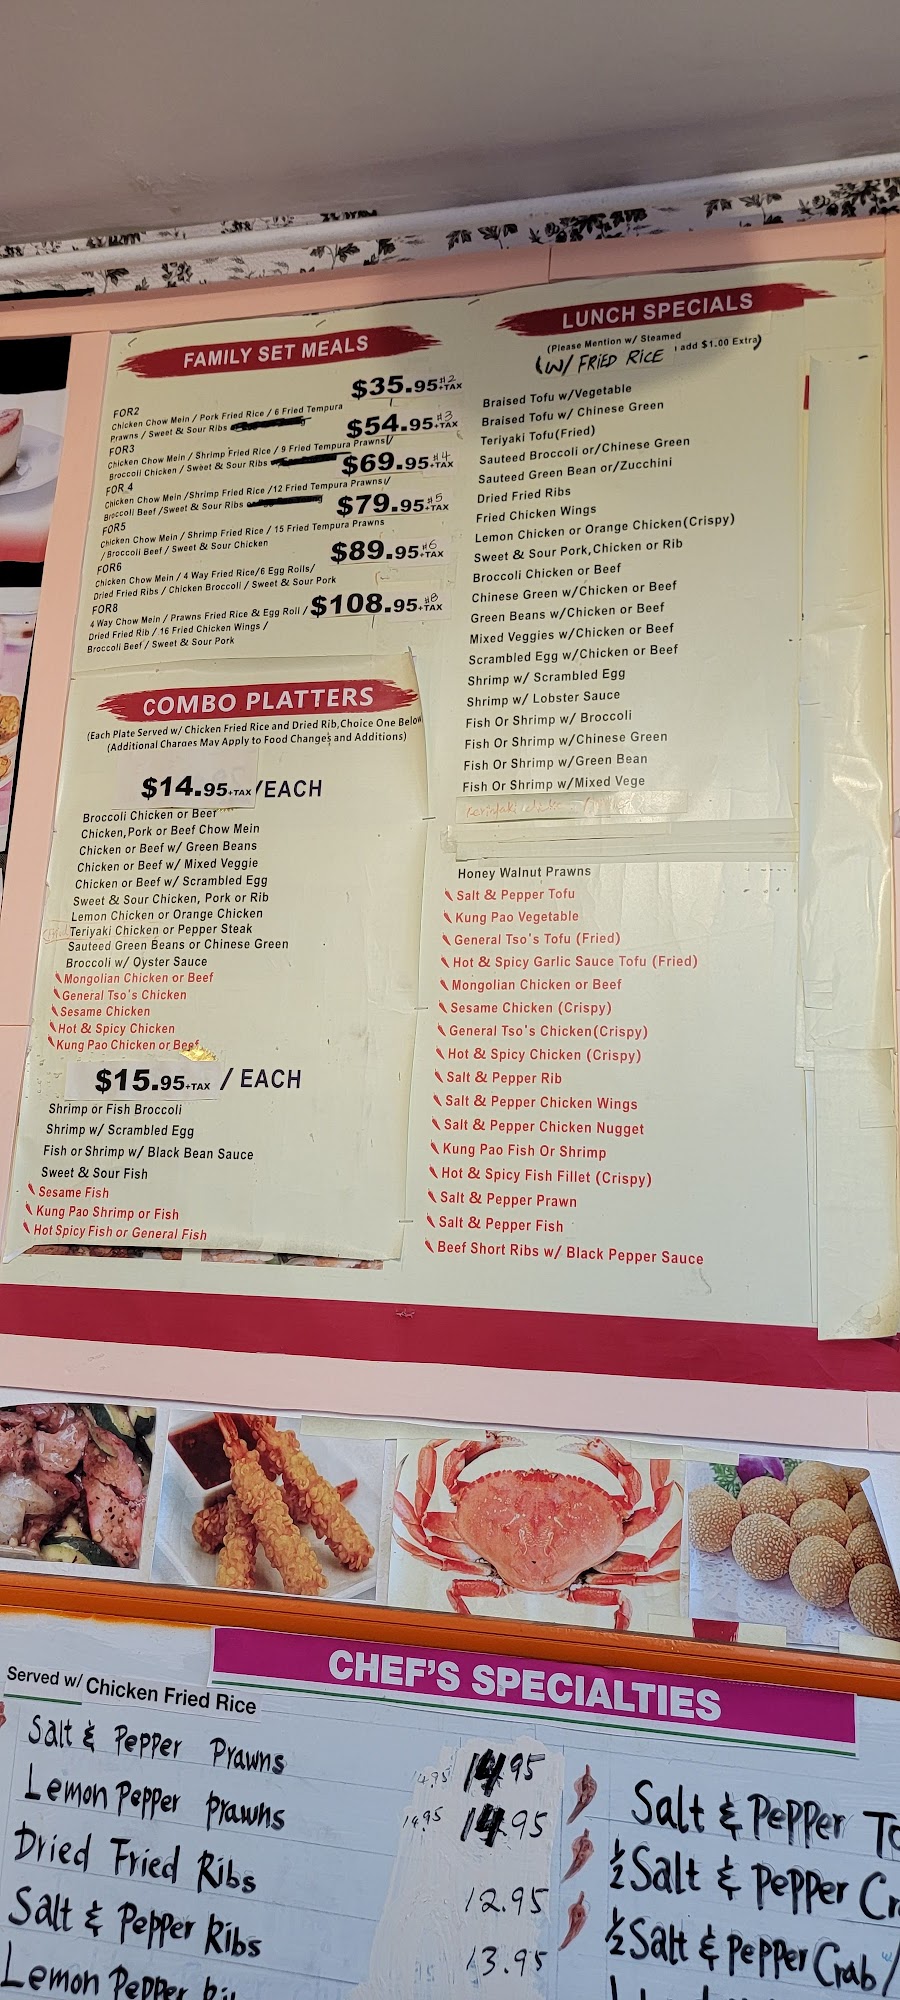 FAMILY SET MEALS
$35.95+TAX #2
FOR2
Chicken Chow Mein / Pork Fried Rice / 6 Fried Tempura
Prawns / Sweet & Sour Ribs
$54.95+TAX #3
FOR3
Chicken Chow Mein / Shrimp Fried Rice / 9 Fried Tempura Prawns/
Broccoli Chicken / Sweet & Sour Ribs
$69.95+TAX #4
FOR 4
Chicken Chow Mein /Shrimp Fried Rice /12 Fried Tempura Prawns/
Broccoli Beef /Sweet & Sour Ribs
$79.95+TAX #5
FOR5
Chicken Chow Mein / Shrimp Fried Rice / 15 Fried Tempura Prawns
/ Broccoli Beef / Sweet & Sour Chicken
$89.95+TAX #6
FOR6
Chicken Chow Mein / 4 Way Fried Rice/6 Egg Rolls/
Dried Fried Ribs / Chicken Broccoli / Sweet & Sour Pork
$108.95+TAX #8
FOR8
4 Way Chow Mein / Prawns Fried Rice & Egg Roll /
Dried Fried Rib / 16 Fried Chicken Wings /
Broccoli Beef / Sweet & Sour Pork
COMBO PLATTERS
(Each Plate Served w/ Chicken Fried Rice and Dried Rib,Choice One Below
(Additional Charges May Apply to Food Changes and Additions)
$14.95+TAX/EACH
Broccoli Chicken or Beef
Chicken,Pork or Beef Chow Mein
Chicken or Beef w/ Green Beans
Chicken or Beef w/ Mixed Veggie
Chicken or Beef w/ Scrambled Egg
Sweet & Sour Chicken, Pork or Rib
Lemon Chicken or Orange Chicken
Teriyaki Chicken or Pepper Steak
Sauteed Green Beans or Chinese Green
Broccoli w/ Oyster Sauce
Mongolian Chicken or Beef
General Tso's Chicken
Sesame Chicken
Hot & Spicy Chicken
Kung Pao Chicken or Beef
$15.95+TAX / EACH
Shrimp or Fish Broccoli
Shrimp w/ Scrambled Egg
Fish or Shrimp w/ Black Bean Sauce
Sweet & Sour Fish
Sesame Fish
Kung Pao Shrimp or Fish
Hot Spicy Fish or General Fish
LUNCH SPECIALS
(Please Mention w/ Steamed
(W/ FRIED RICE add $1.00 Extra)
Braised Tofu w/Vegetable
Braised Tofu w/ Chinese Green
Teriyaki Tofu(Fried)
Sauteed Broccoli or/Chinese Green
Sauteed Green Bean or/Zucchini
Dried Fried Ribs
Fried Chicken Wings
Lemon Chicken or Orange Chicken(Crispy)
Sweet & Sour Pork,Chicken or Rib
Broccoli Chicken or Beef
Chinese Green w/Chicken or Beef
Green Beans w/Chicken or Beef
Mixed Veggies w/Chicken or Beef
Scrambled Egg w/Chicken or Beef
Shrimp w/ Scrambled Egg
Shrimp w/ Lobster Sauce
Fish Or Shrimp w/ Broccoli
Fish Or Shrimp w/Chinese Green
Fish Or Shrimp w/Green Bean
Fish Or Shrimp w/Mixed Vege
Honey Walnut Prawns
Salt & Pepper Tofu
Kung Pao Vegetable
General Tso's Tofu (Fried)
Hot & Spicy Garlic Sauce Tofu (Fried)
Mongolian Chicken or Beef
Sesame Chicken (Crispy)
General Tso's Chicken(Crispy)
Hot & Spicy Chicken (Crispy)
Salt & Pepper Rib
Salt & Pepper Chicken Wings
Salt & Pepper Chicken Nugget
Kung Pao Fish Or Shrimp
Hot & Spicy Fish Fillet (Crispy)
Salt & Pepper Prawn
Salt & Pepper Fish
Beef Short Ribs w/ Black Pepper Sauce
CHEF'S SPECIALTIES
Served w/ Chicken Fried Rice
Salt & Pepper Prawns 14.95 14.95
Lemon Pepper Prawns 14.95 14.95
Dried Fried Ribs 12.95
Salt & Pepper Ribs 13.95
Lemon Pepper
Salt & Pepper
½ Salt & Pepper
½ Salt & Pepper Crab /